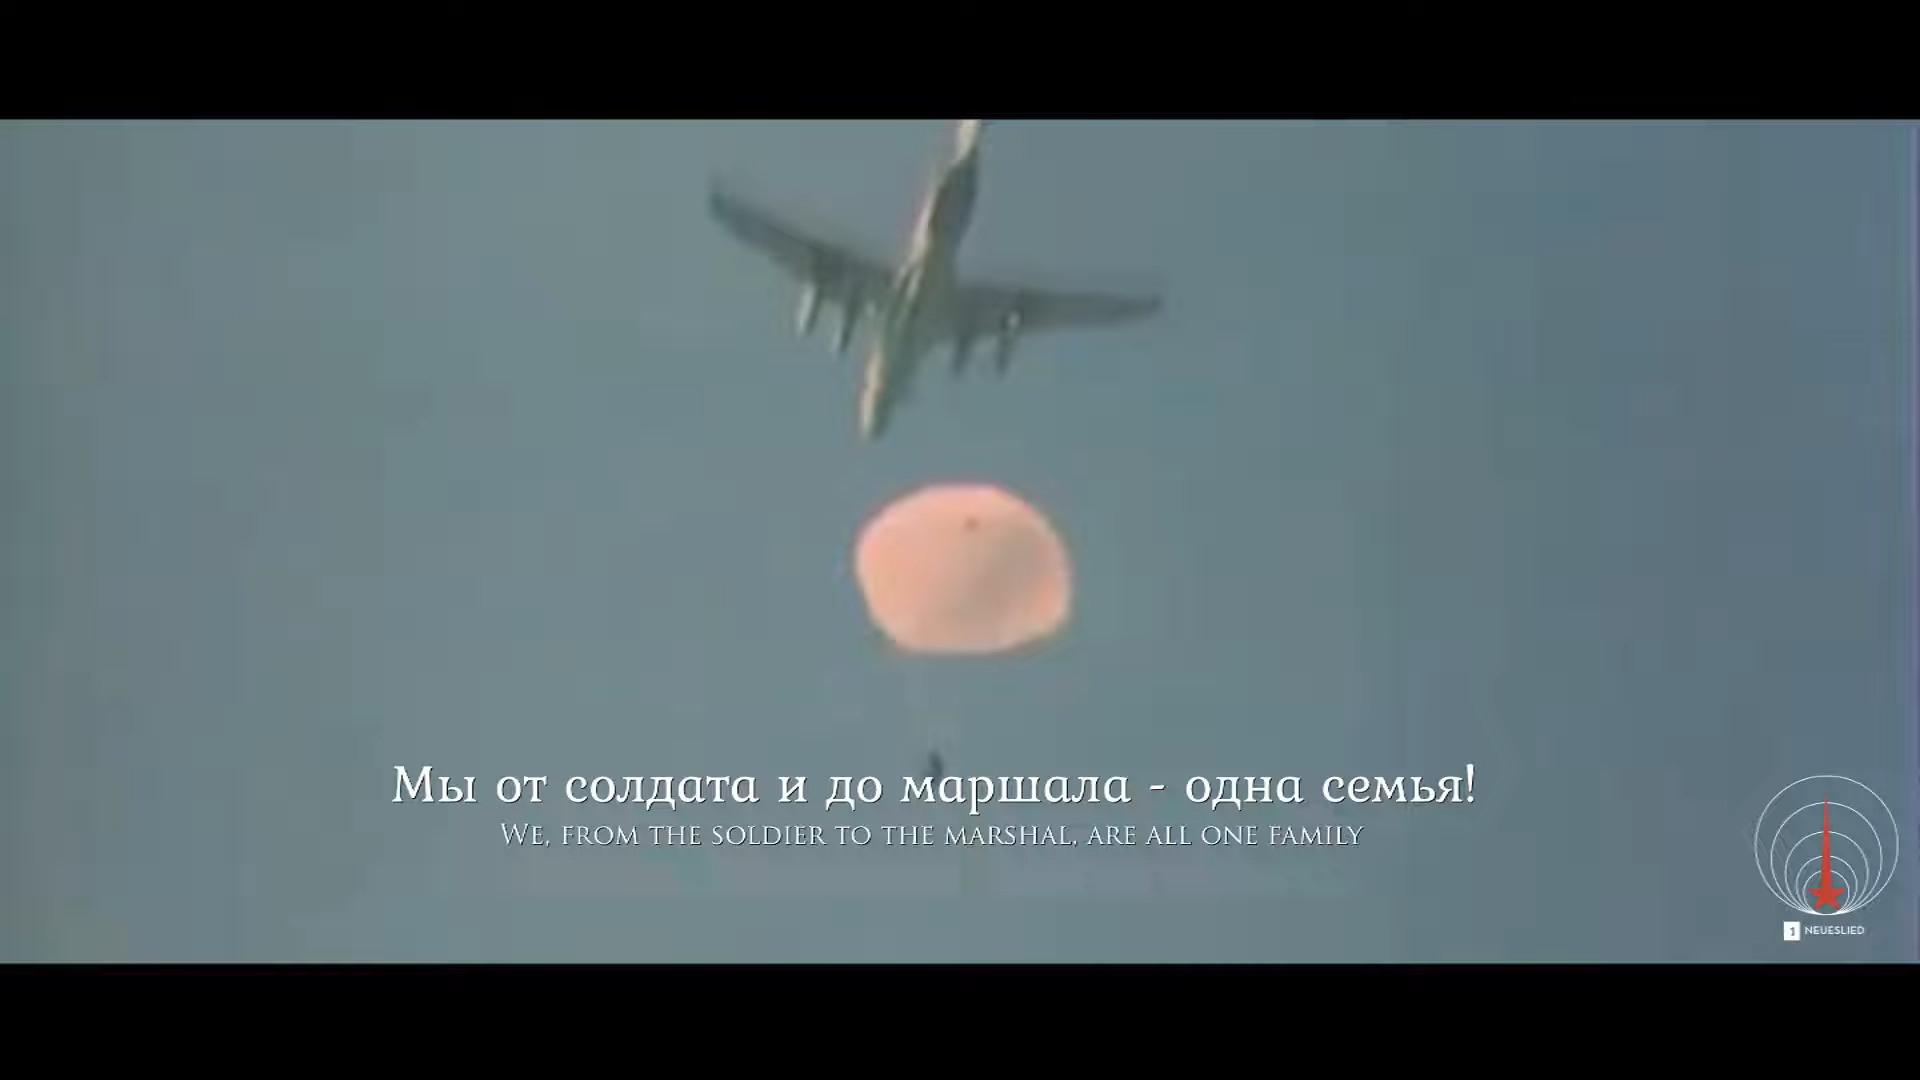 Мы от солдата и до маршала - одна семья!
We, from the soldier to the marshal, are all one family
1 NEUESLIED